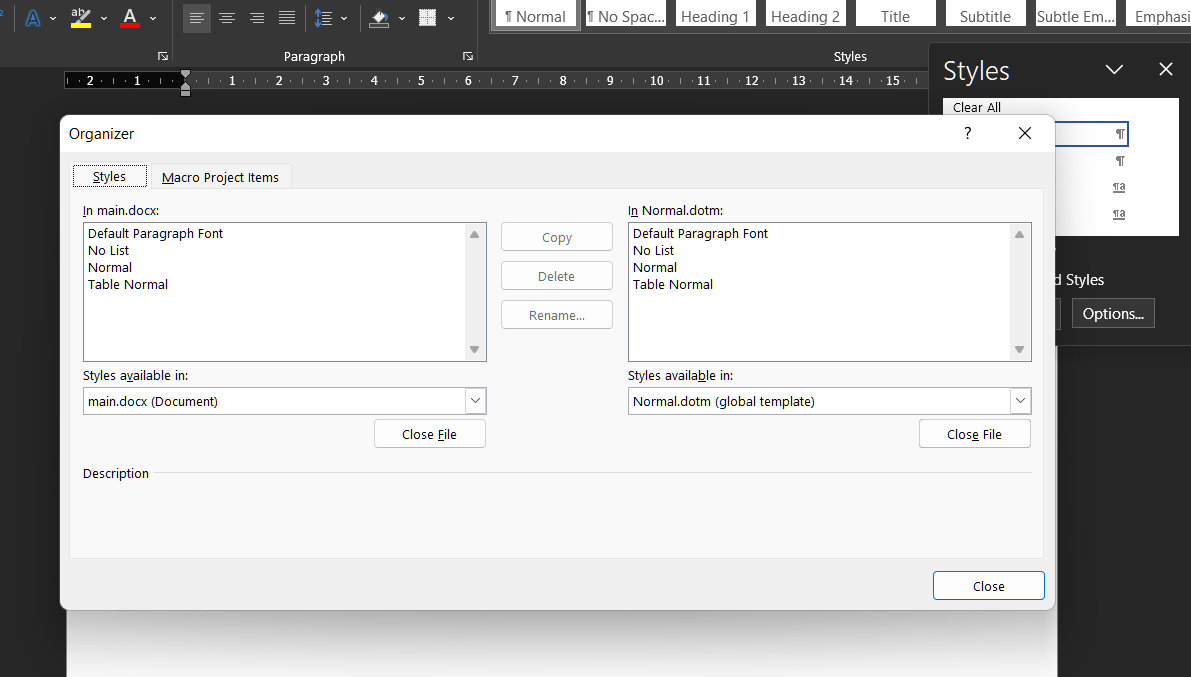 A ab A
¶ Normal ¶ No Spac... Heading 1 Heading 2 Title Subtitle Subtle Em... Emphasi
Paragraph Styles
2 1 1 2 3 4 5 6 7 8 9 10 11 12 13 14 15
Styles
Clear All
¶
¶
¶a
¶a
d Styles
Options...
Organizer ?
Styles Macro Project Items
In main.docx: In Normal.dotm:
Default Paragraph Font Copy Default Paragraph Font
No List No List
Normal Delete Normal
Table Normal Table Normal
Rename...
Styles available in: Styles available in:
main.docx (Document) Normal.dotm (global template)
Close File Close File
Description
Close